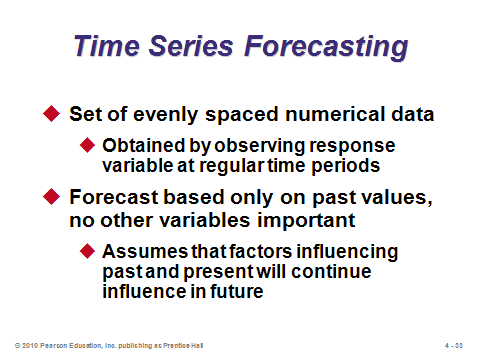 Time Series Forecasting
Set of evenly spaced numerical data
Obtained by observing response
variable at regular time periods
Forecast based only on past values,
no other variables important
Assumes that factors influencing
past and present will continue
influence in future
© 2010 Pearson Education, Inc. publishing as Prentice Hall
4 - 33